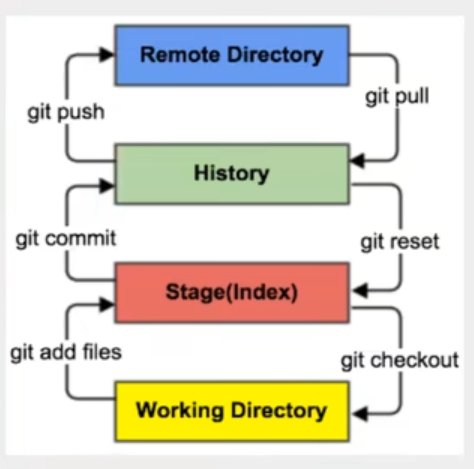 Remote Directory
git push
git pull
History
git commit
git reset
Stage(Index)
git add files
git checkout
Working Directory